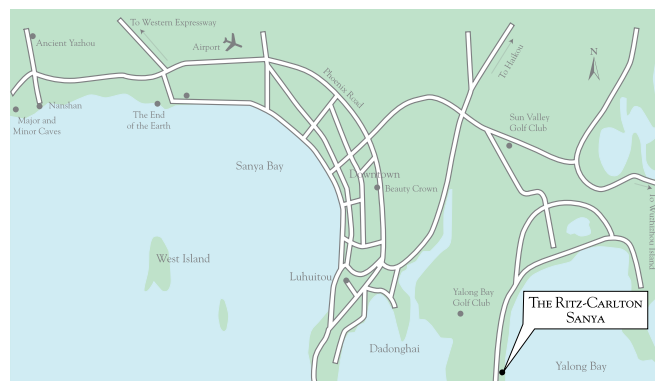 To Western Expressway
Ancient Yazhou
Airport
To Haikou
N
Phoenix Road
Nanshan
Major and
Minor Caves
The End
of the Earth
Sun Valley
Golf Club
Sanya Bay
Downtown
Beauty Crown
To Wuzhizhou Island
West Island
Luhuitou
Yalong Bay
Golf Club
THE RITZ-CARLTON
SANYA
Dadonghai
Yalong Bay